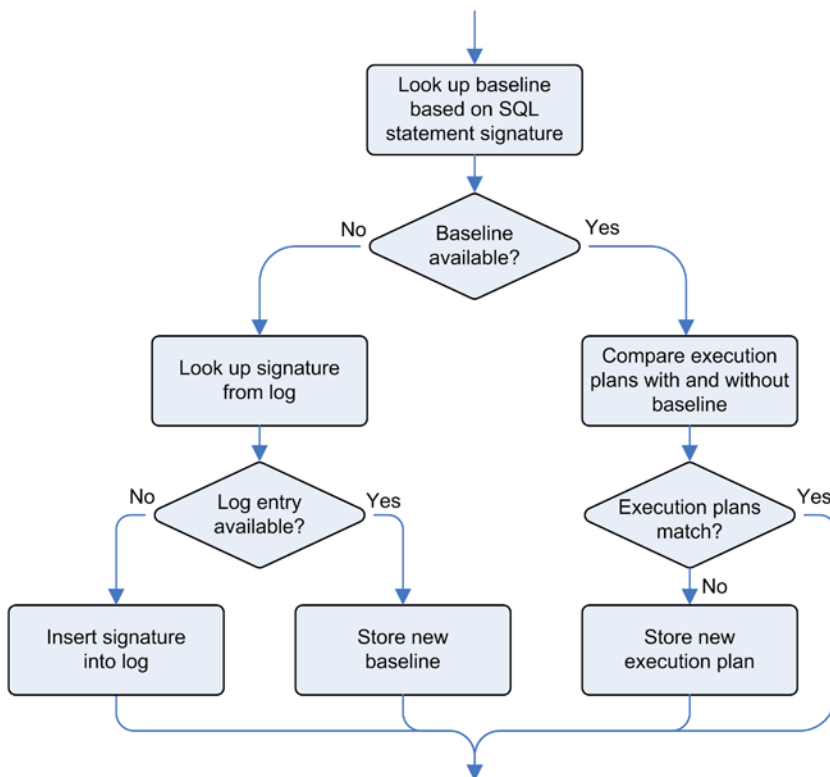 Look up baseline
based on SQL
statement signature
No
Yes
Baseline
available?
Look up signature
from log
Compare execution
plans with and without
baseline
No
Yes
Log entry
available?
Execution plans
match?
Yes
No
Insert signature
into log
Store new
baseline
Store new
execution plan